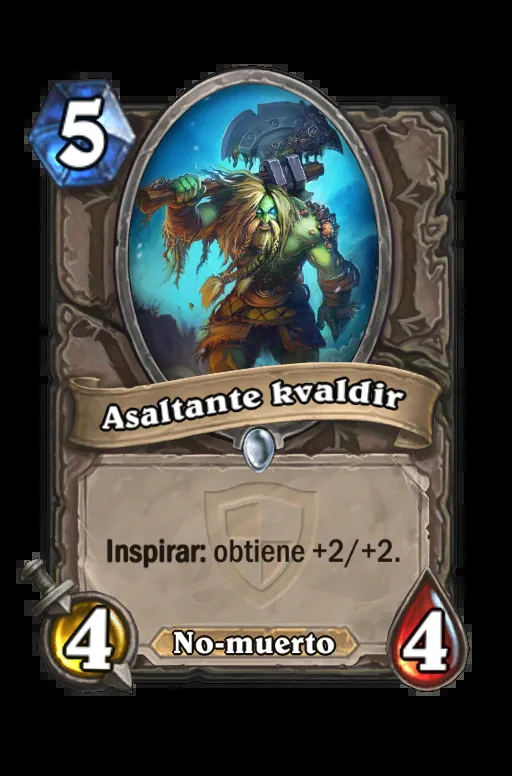 5
Asaltante kvaldir
Inspirar: obtiene +2/+2.
4
No-muerto
4